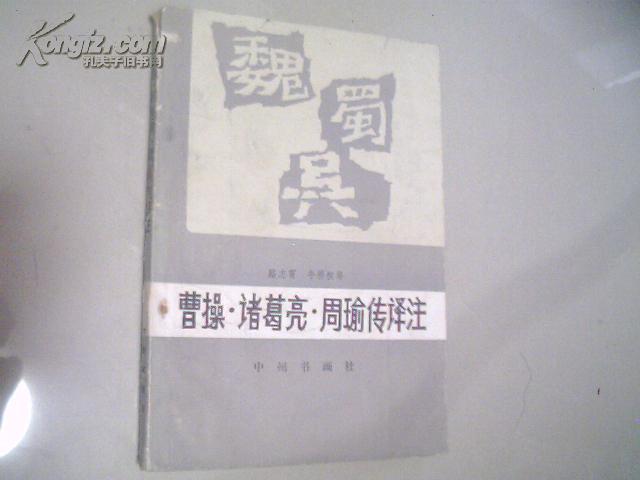 Kongfz.com
孔夫子旧书网
魏
蜀
吴
曹操·诸葛亮·周瑜传译注
中州书画社